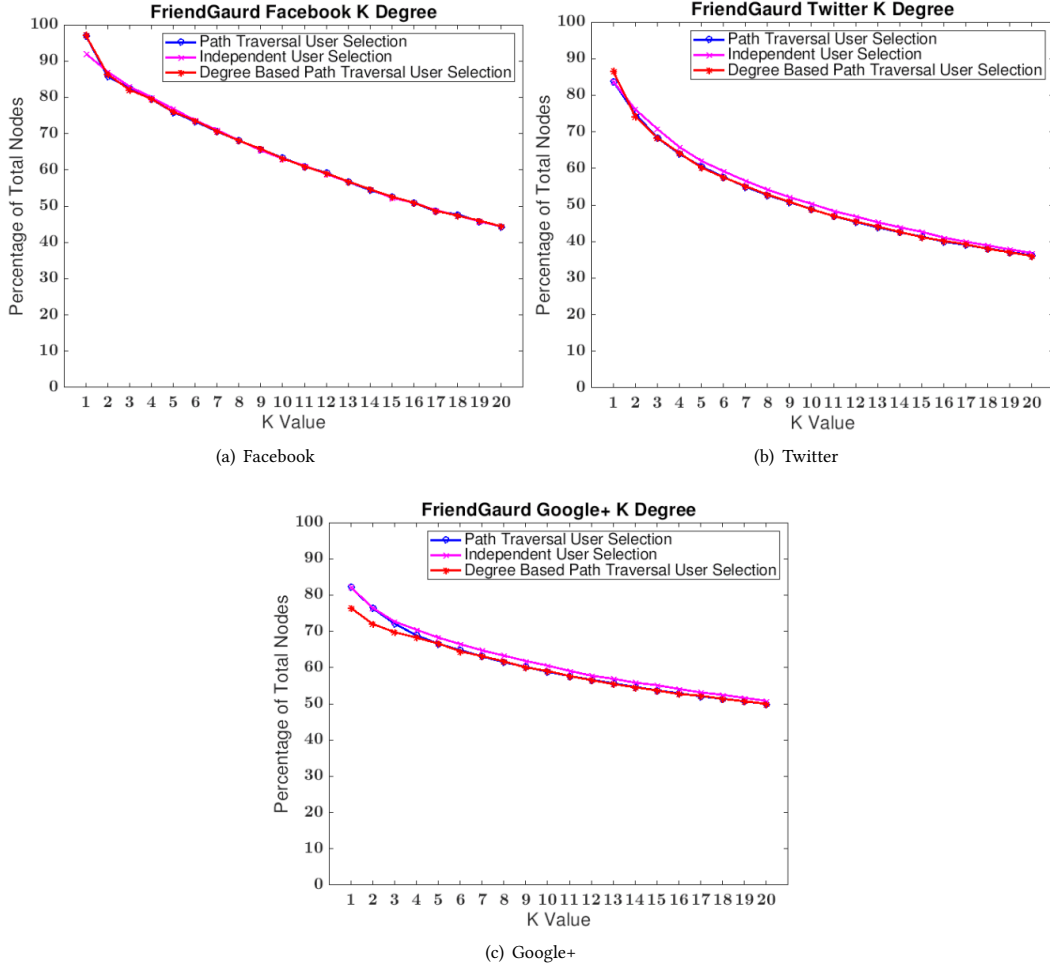 FriendGaurd Facebook K Degree
Path Traversal User Selection
Independent User Selection
Degree Based Path Traversal User Selection
Percentage of Total Nodes
100
90
80
70
60
50
40
30
20
10
0
1 2 3 4 5 6 7 8 9 10 11 12 13 14 15 16 17 18 19 20
K Value
(a) Facebook
FriendGaurd Twitter K Degree
Path Traversal User Selection
Independent User Selection
Degree Based Path Traversal User Selection
Percentage of Total Nodes
100
90
80
70
60
50
40
30
20
10
0
1 2 3 4 5 6 7 8 9 10 11 12 13 14 15 16 17 18 19 20
K Value
(b) Twitter
FriendGaurd Google+ K Degree
Path Traversal User Selection
Independent User Selection
Degree Based Path Traversal User Selection
Percentage of Total Nodes
100
90
80
70
60
50
40
30
20
10
0
1 2 3 4 5 6 7 8 9 10 11 12 13 14 15 16 17 18 19 20
K Value
(c) Google+